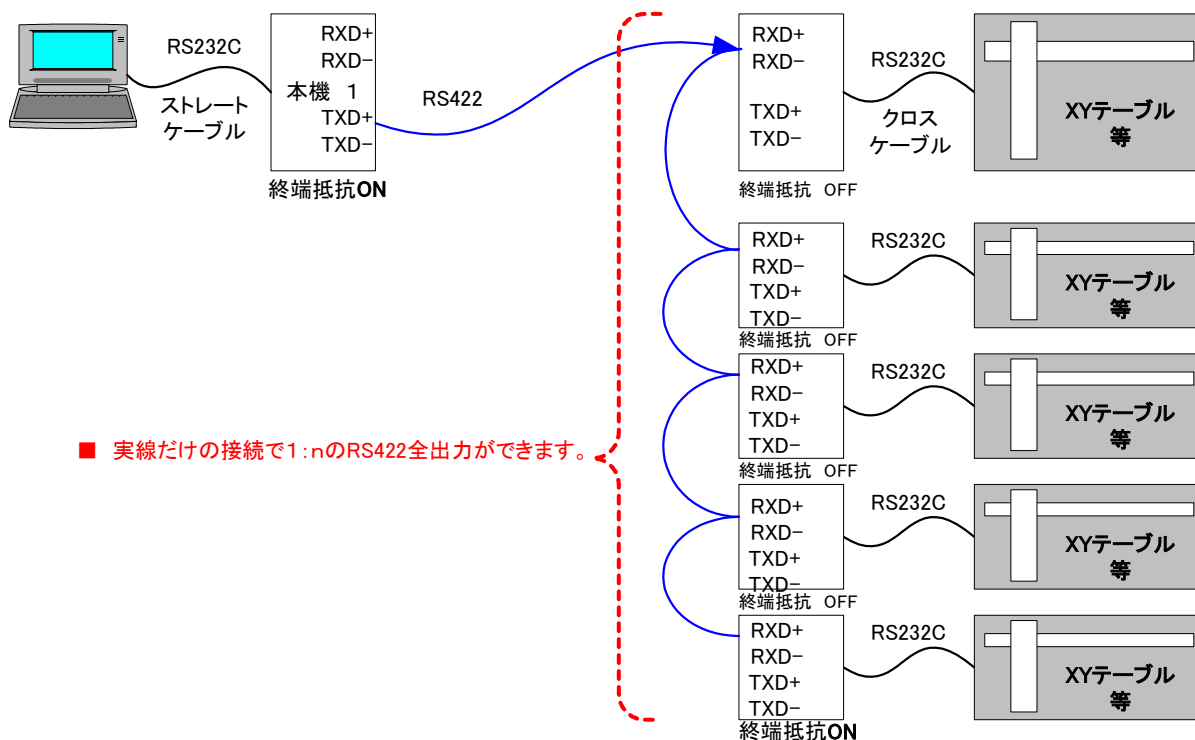 RS232C
ストレート
ケーブル
RXD+
RXD−
本機 1
TXD+
TXD−
終端抵抗ON
RS422
RXD+
RXD−
TXD+
TXD−
終端抵抗 OFF
RS232C
クロス
ケーブル
XYテーブル
等
RXD+
RXD−
TXD+
TXD−
終端抵抗 OFF
RS232C
XYテーブル
等
RXD+
RXD−
TXD+
TXD−
終端抵抗 OFF
RS232C
XYテーブル
等
■ 実線だけの接続で1:nのRS422全出力ができます。
RXD+
RXD−
TXD+
TXD−
終端抵抗 OFF
RS232C
XYテーブル
等
RXD+
RXD−
TXD+
TXD−
終端抵抗ON
RS232C
XYテーブル
等